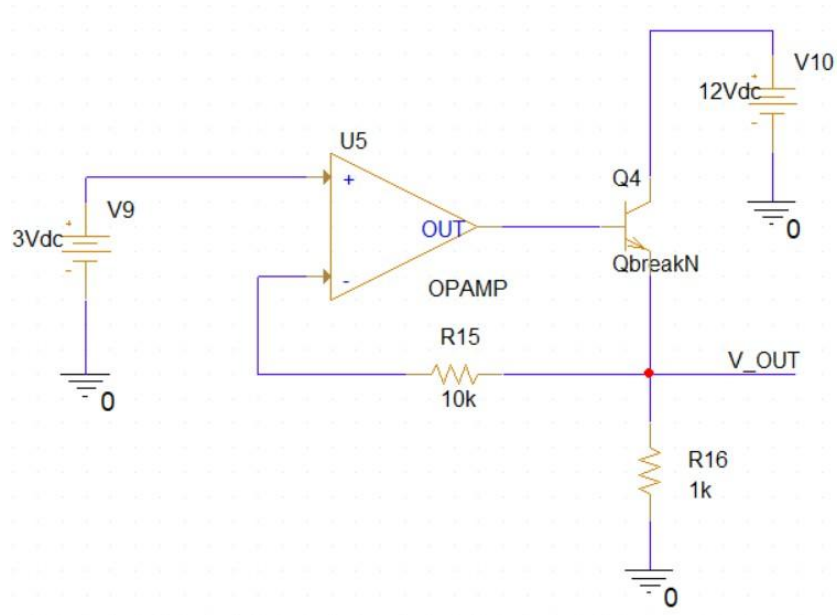 V10
12Vdc
+
-
0
U5
+
OUT
-
OPAMP
Q4
QbreakN
V9
3Vdc
+
-
0
R15
10k
V_OUT
R16
1k
0